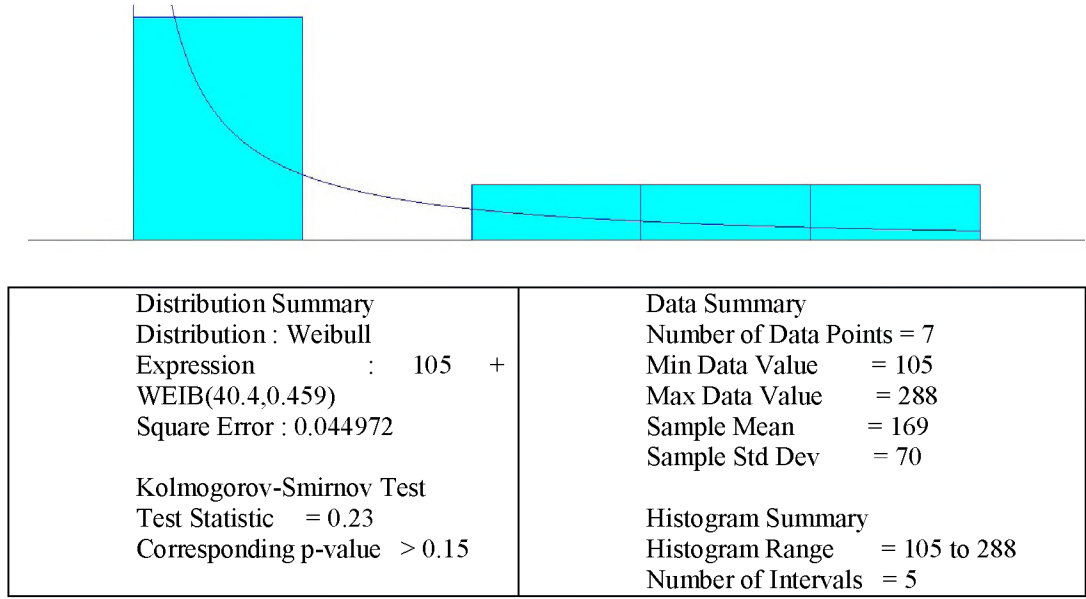 Distribution Summary
Distribution : Weibull
Expression : 105 +
WEIB(40.4,0.459)
Square Error : 0.044972
Kolmogorov-Smirnov Test
Test Statistic = 0.23
Corresponding p-value > 0.15
Data Summary
Number of Data Points = 7
Min Data Value = 105
Max Data Value = 288
Sample Mean = 169
Sample Std Dev = 70
Histogram Summary
Histogram Range = 105 to 288
Number of Intervals = 5